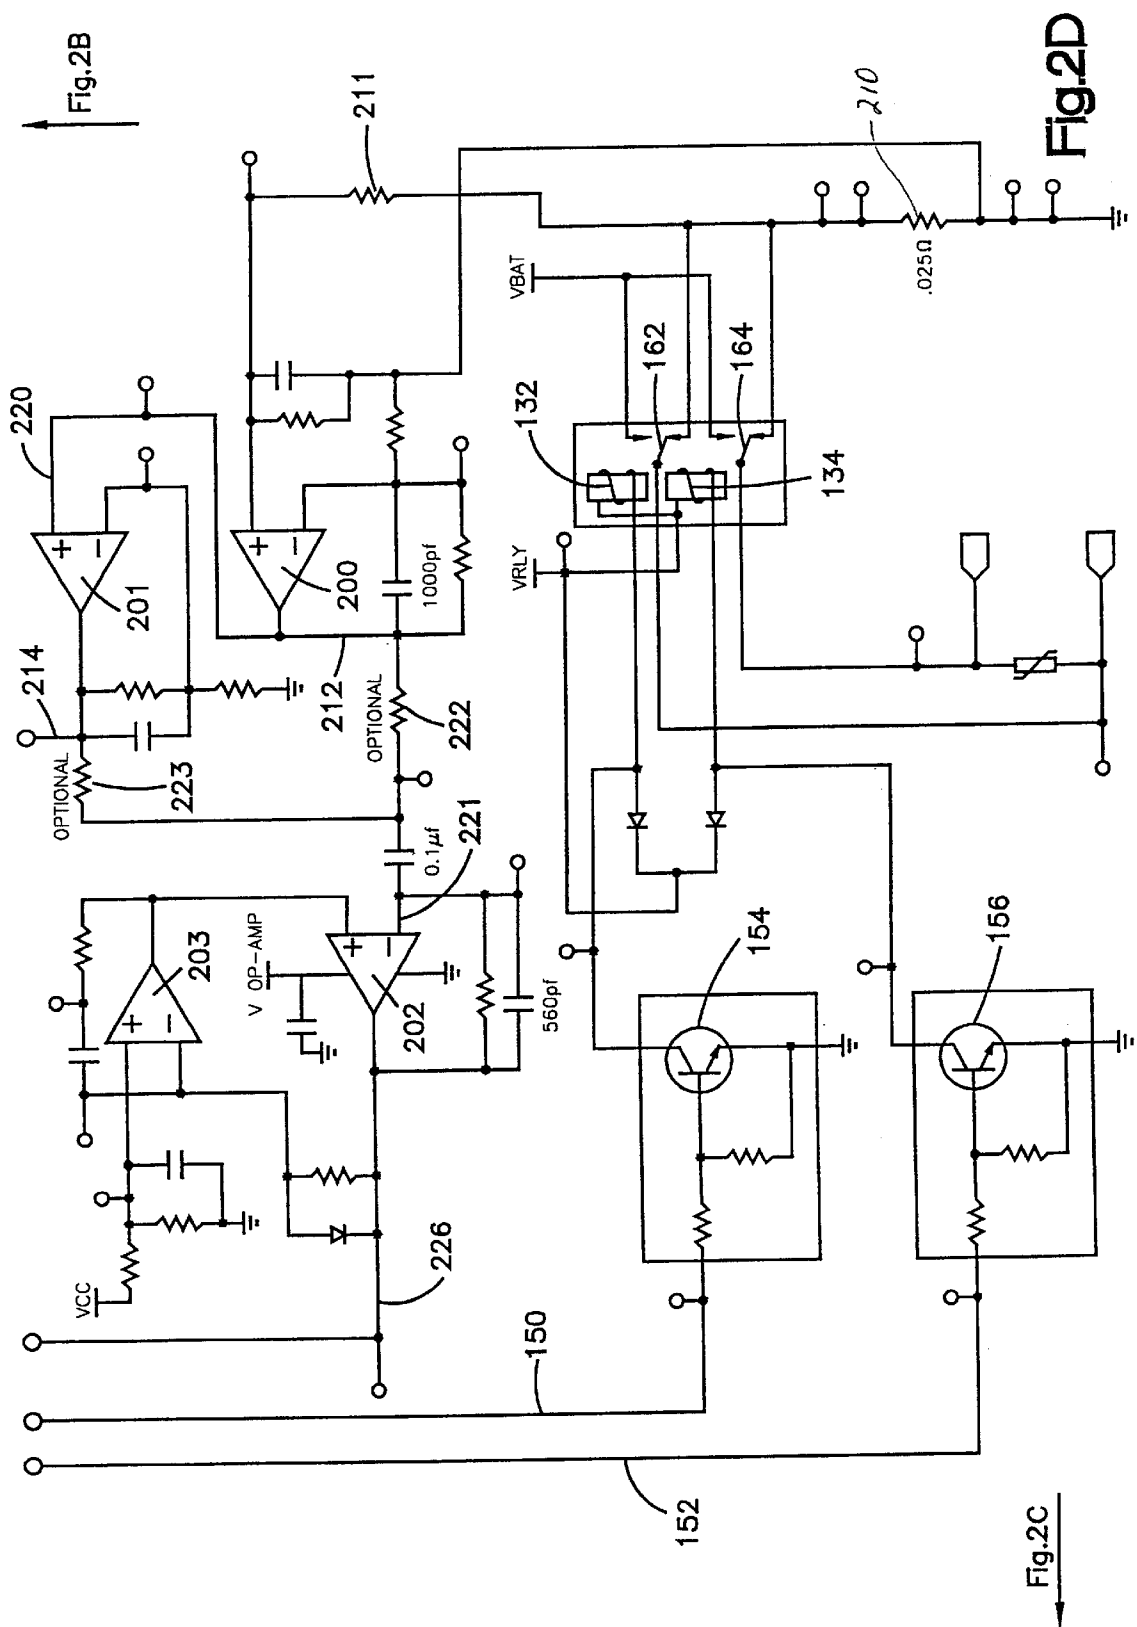 Fig.2B
220
211
214
201
+
−
200
+
−
1000pf
212
OPTIONAL
223
OPTIONAL
222
0.1µf
221
203
+
−
V OP-AMP
202
+
−
560pf
VCC
226
150
152
VBAT
VRLY
132
162
164
134
.025Ω
210
154
156
Fig.2C
Fig.2D